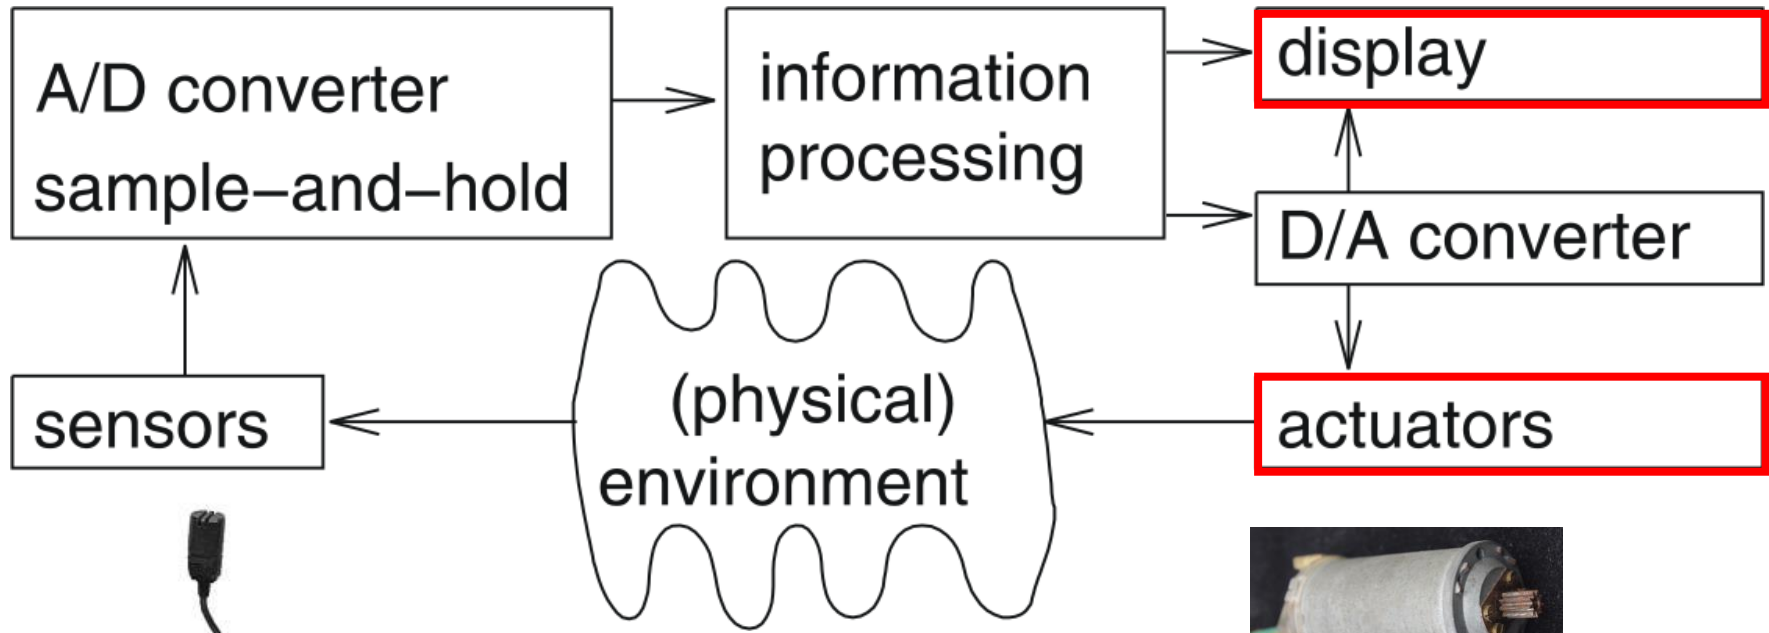 A/D converter
sample–and–hold
information
processing
display
D/A converter
sensors
(physical)
environment
actuators